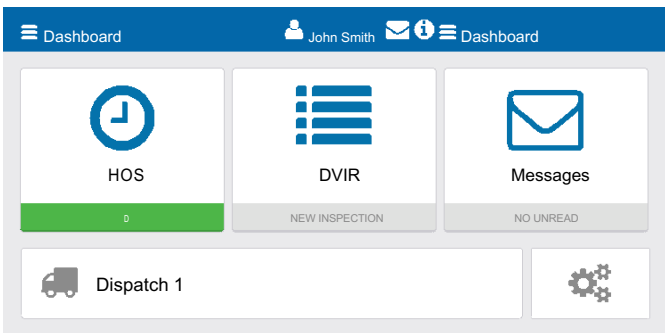 Dashboard John Smith Dashboard
HOS DVIR Messages
D NEW INSPECTION NO UNREAD
Dispatch 1